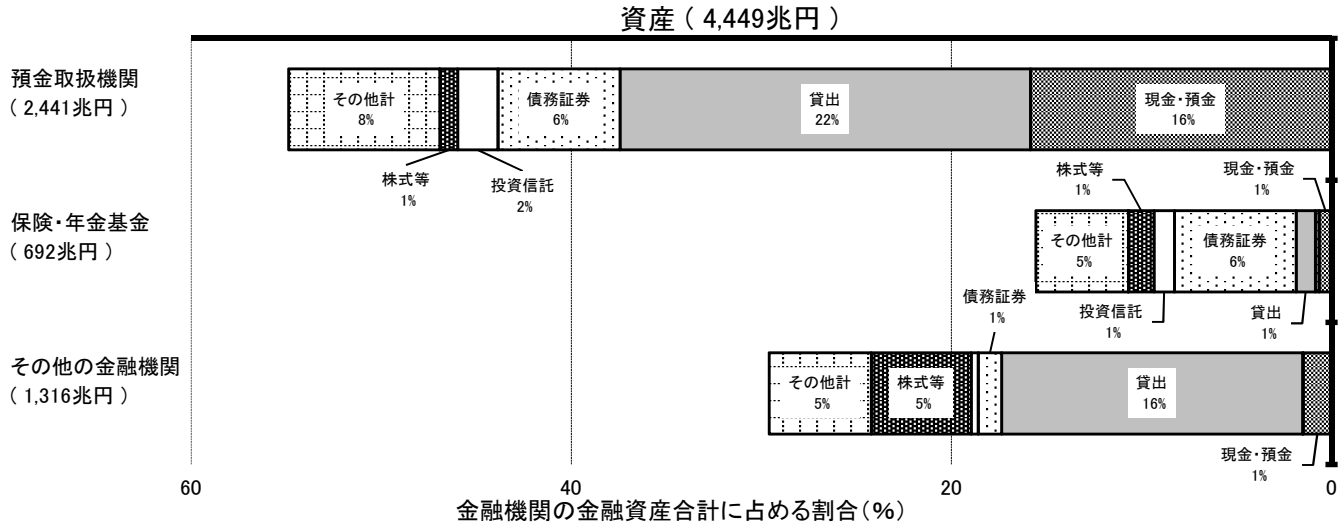 資産（4,449兆円）
預金取扱機関
（2,441兆円）
その他計
8%
債務証券
6%
貸出
22%
現金・預金
16%
株式等
1%
投資信託
2%
株式等
1%
現金・預金
1%
保険・年金基金
（692兆円）
その他計
5%
債務証券
6%
債務証券
1%
投資信託
1%
貸出
1%
その他の金融機関
（1,316兆円）
その他計
5%
株式等
5%
貸出
16%
現金・預金
1%
60
40
20
0
金融機関の金融資産合計に占める割合（%）